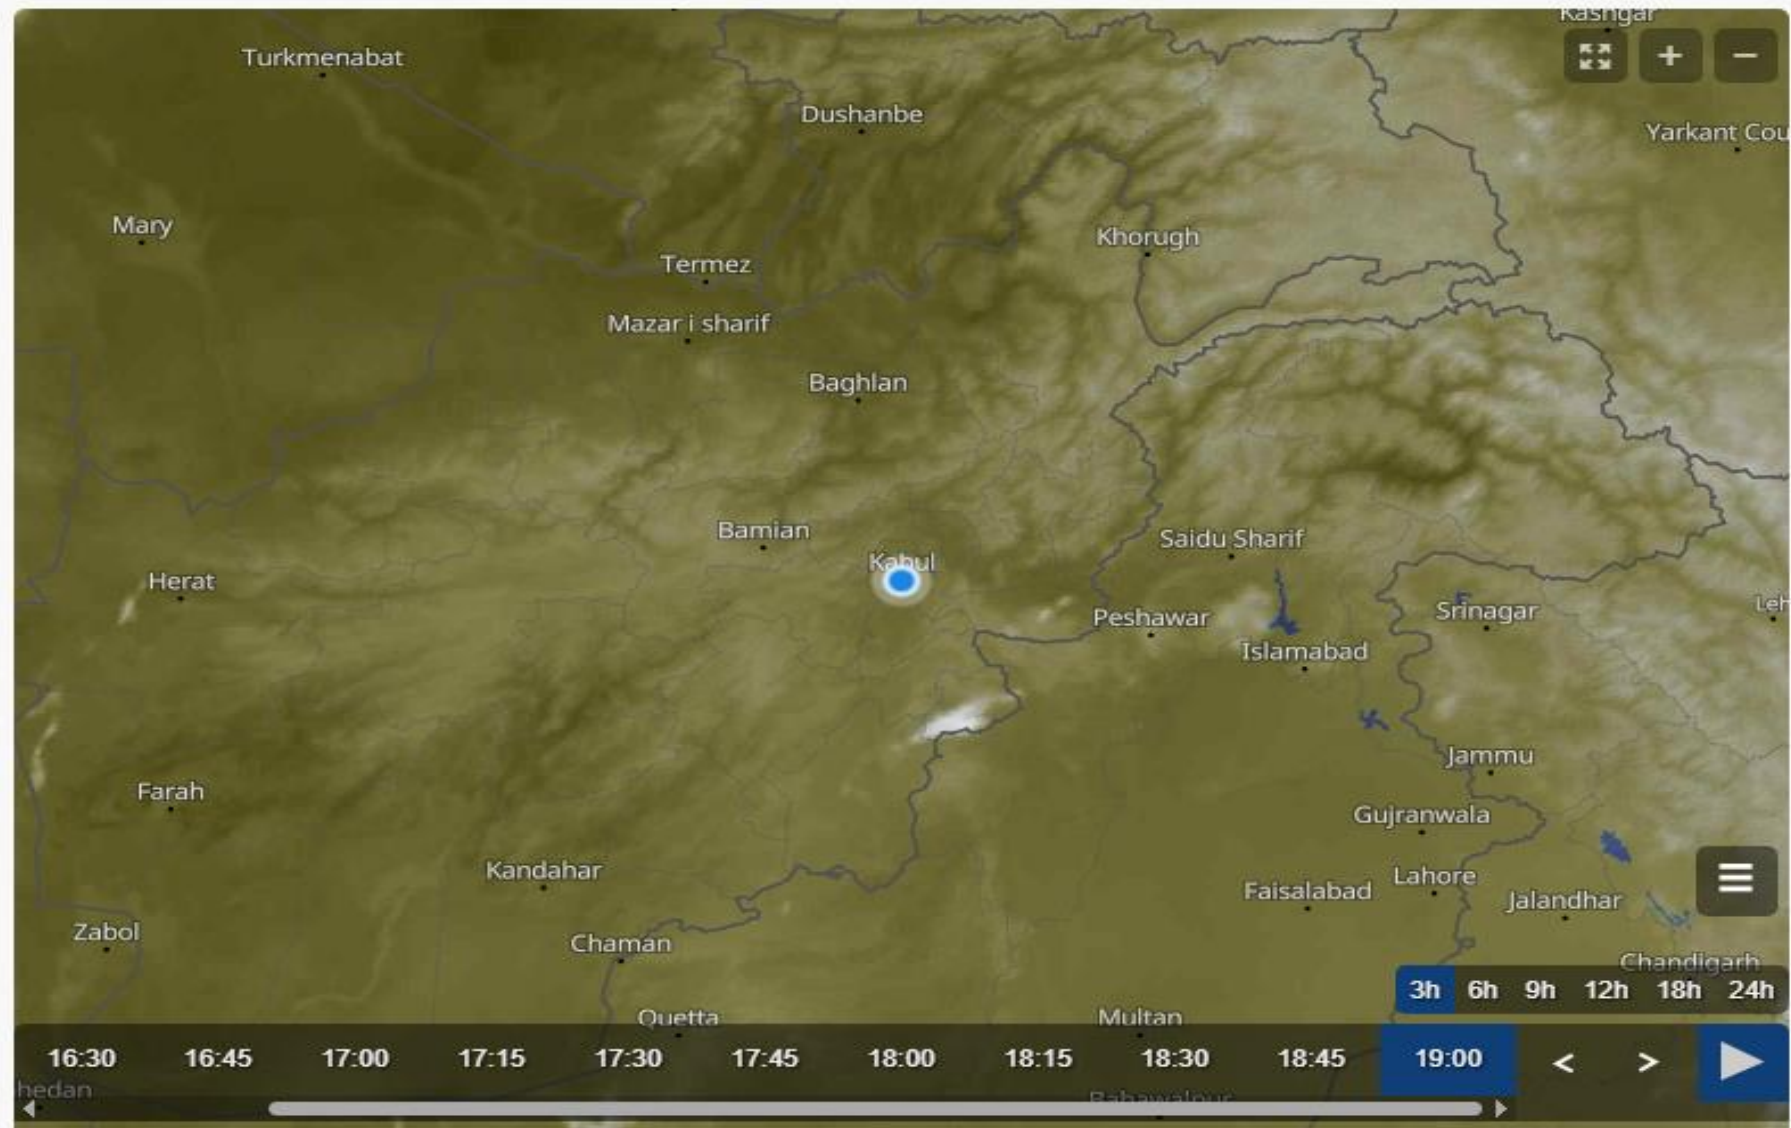 Kashgar
Turkmenabat
Dushanbe
Yarkant Cou
Mary
Khorugh
Termez
Mazar i sharif
Baghlan
Bamian
Saidu Sharif
Kabul
Herat
Peshawar
Srinagar
Leh
Islamabad
Jammu
Farah
Gujranwala
Kandahar
Lahore
Faisalabad
Jalandhar
Zabol
Chaman
Chandigarh
3h 6h 9h 12h 18h 24h
Quetta
Multan
16:30 16:45 17:00 17:15 17:30 17:45 18:00 18:15 18:30 18:45 19:00 < >
hedan
Bahawalpur